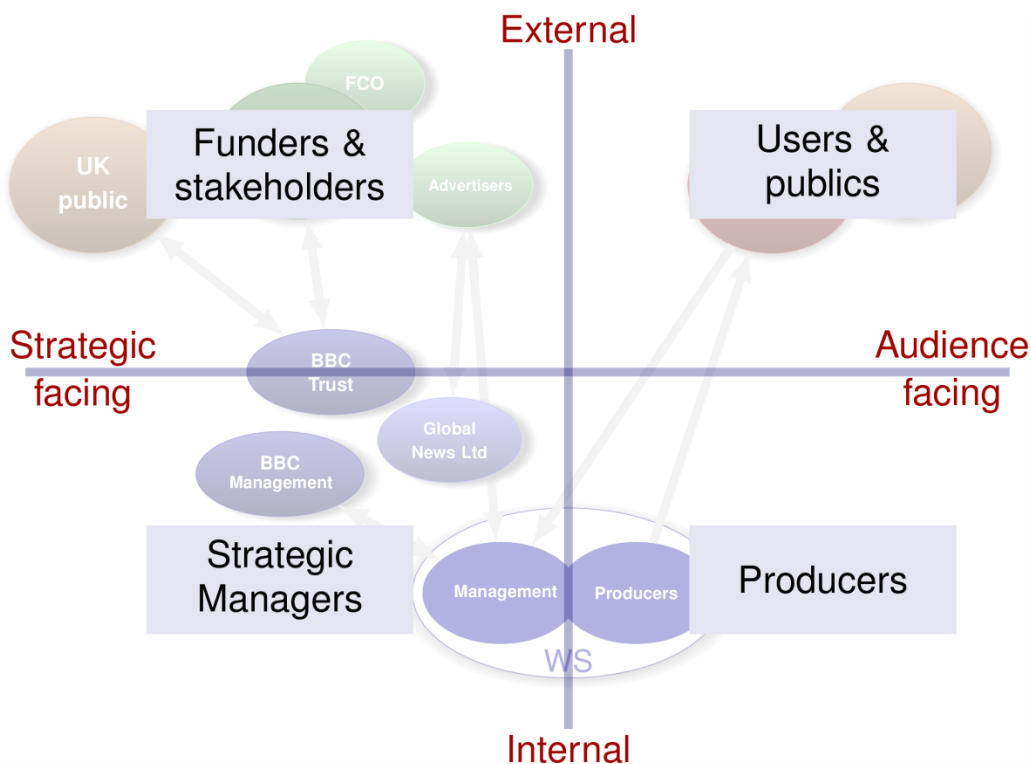 External
FCO
Funders &
stakeholders
Users &
publics
UK
public
Advertisers
Strategic
facing
Audience
facing
BBC
Trust
Global
News Ltd
BBC
Management
Strategic
Managers
Management
Producers
Producers
WS
Internal